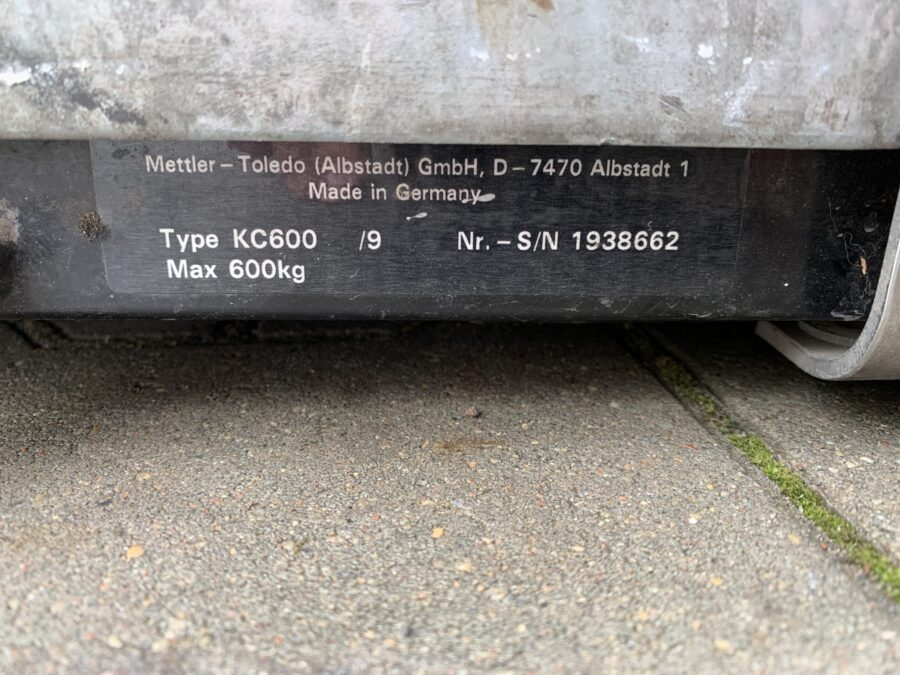 Mettler – Toledo (Albstadt) GmbH, D – 7470 Albstadt 1
Made in Germany
Type KC600 /9 Nr. – S/N 1938662
Max 600kg